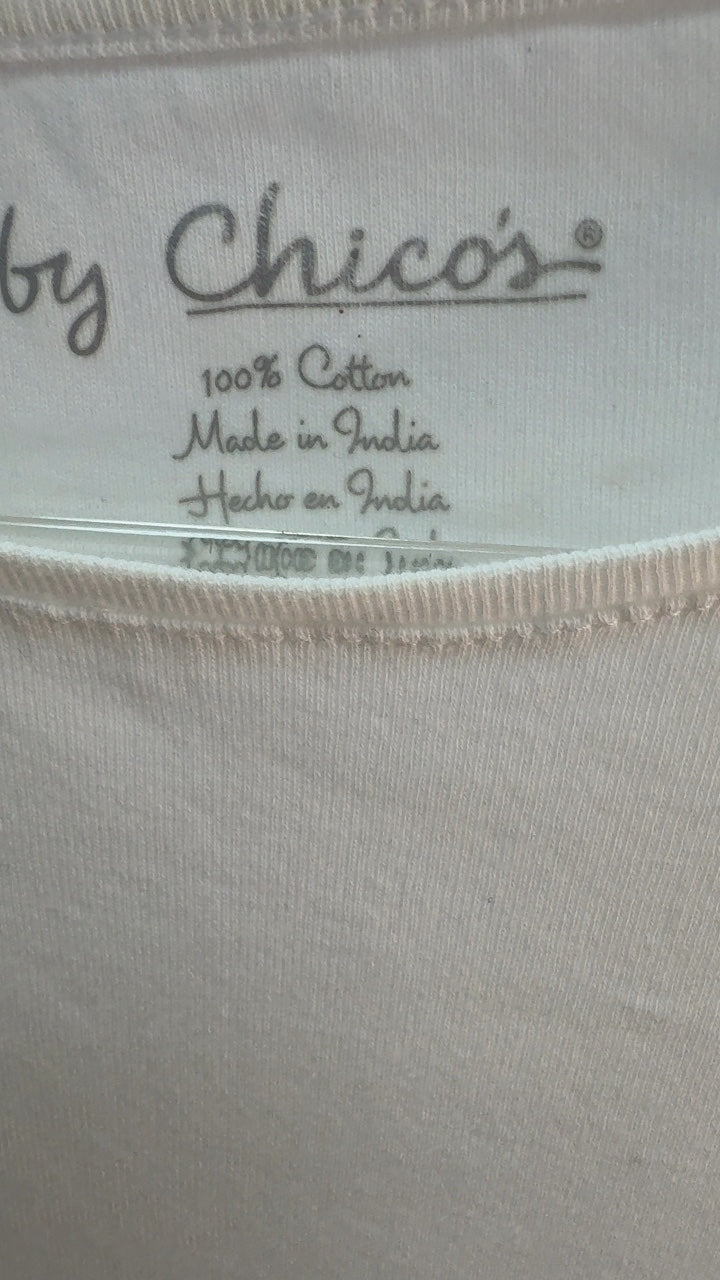 by Chico's®
100% Cotton
Made in India
Hecho en India